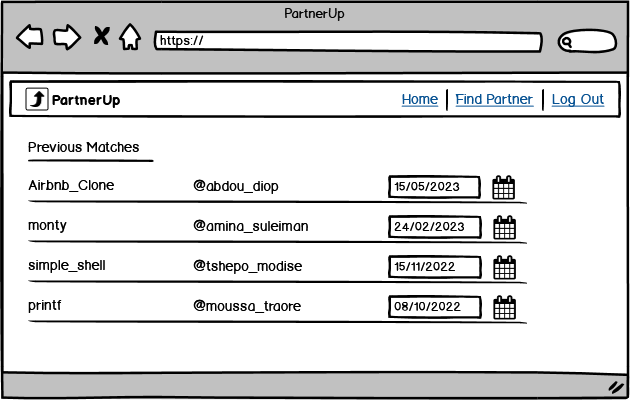 PartnerUp
https://
PartnerUp Home Find Partner Log Out
Previous Matches
Airbnb_Clone @abdou_diop 15/05/2023
monty @amina_suleiman 24/02/2023
simple_shell @tshepo_modise 15/11/2022
printf @moussa_traore 08/10/2022